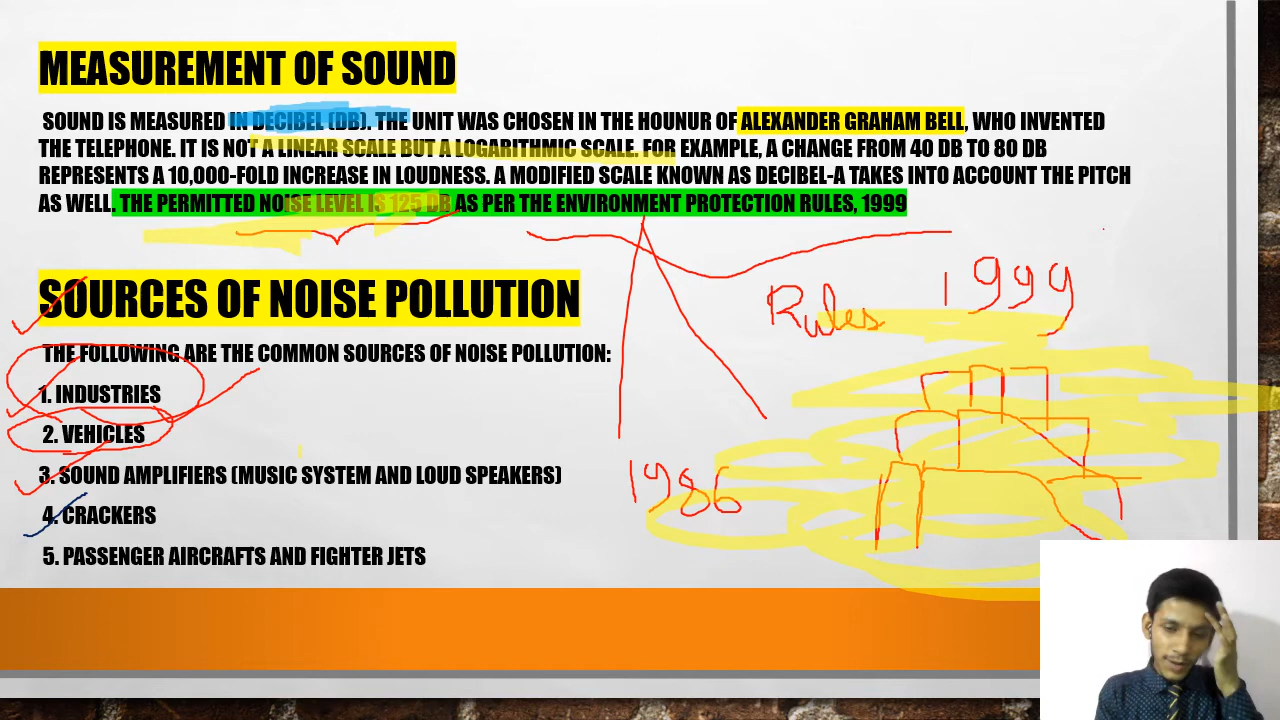 MEASUREMENT OF SOUND
SOUND IS MEASURED IN DECIBEL (DB). THE UNIT WAS CHOSEN IN THE HOUNUR OF ALEXANDER GRAHAM BELL, WHO INVENTED
THE TELEPHONE. IT IS NOT A LINEAR SCALE BUT A LOGARITHMIC SCALE. FOR EXAMPLE, A CHANGE FROM 40 DB TO 80 DB
REPRESENTS A 10,000-FOLD INCREASE IN LOUDNESS. A MODIFIED SCALE KNOWN AS DECIBEL-A TAKES INTO ACCOUNT THE PITCH
AS WELL. THE PERMITTED NOISE LEVEL IS 125 DB AS PER THE ENVIRONMENT PROTECTION RULES, 1999
SOURCES OF NOISE POLLUTION
Rules 1999
THE FOLLOWING ARE THE COMMON SOURCES OF NOISE POLLUTION:
1. INDUSTRIES
2. VEHICLES
3. SOUND AMPLIFIERS (MUSIC SYSTEM AND LOUD SPEAKERS)
1986
4. CRACKERS
5. PASSENGER AIRCRAFTS AND FIGHTER JETS